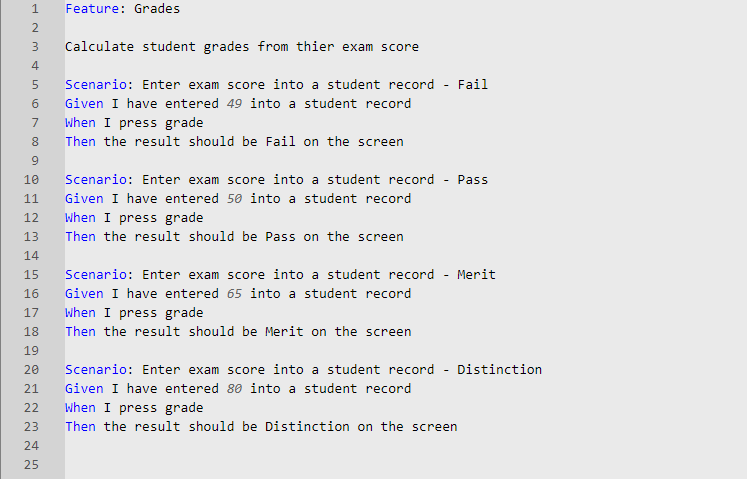 1 Feature: Grades
2
3 Calculate student grades from thier exam score
4
5 Scenario: Enter exam score into a student record - Fail
6 Given I have entered 49 into a student record
7 When I press grade
8 Then the result should be Fail on the screen
9
10 Scenario: Enter exam score into a student record - Pass
11 Given I have entered 50 into a student record
12 When I press grade
13 Then the result should be Pass on the screen
14
15 Scenario: Enter exam score into a student record - Merit
16 Given I have entered 65 into a student record
17 When I press grade
18 Then the result should be Merit on the screen
19
20 Scenario: Enter exam score into a student record - Distinction
21 Given I have entered 80 into a student record
22 When I press grade
23 Then the result should be Distinction on the screen
24
25